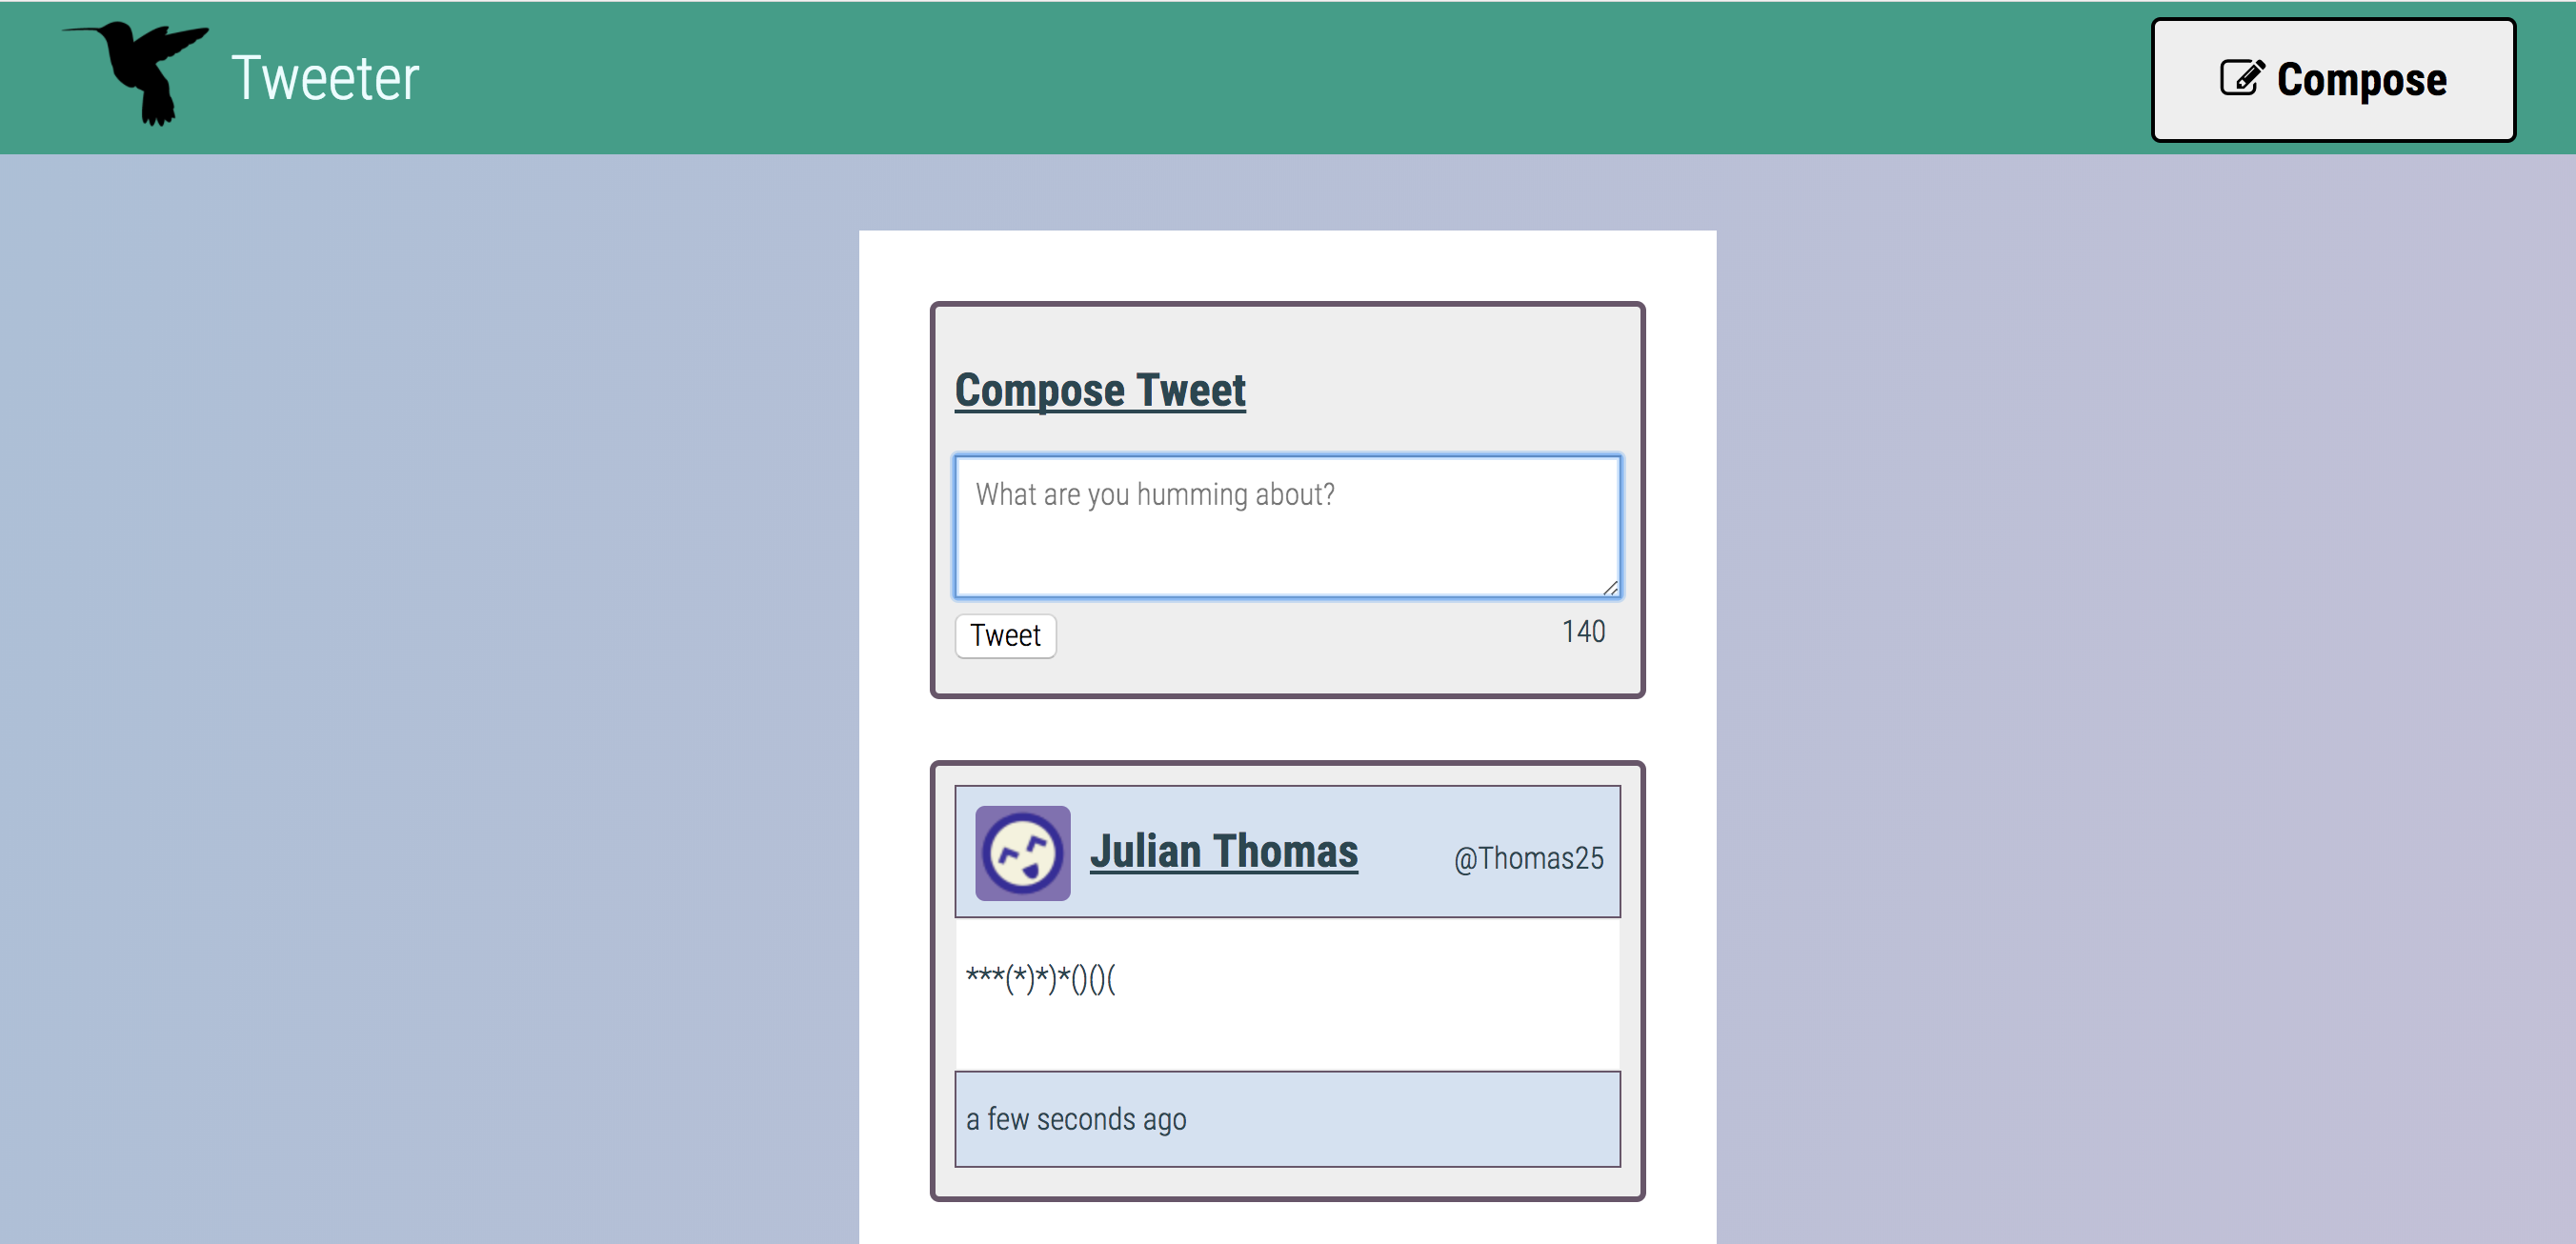 Tweeter
Compose
Compose Tweet
What are you humming about?
Tweet
140
Julian Thomas
@Thomas25
***(*)*)*()()(
a few seconds ago